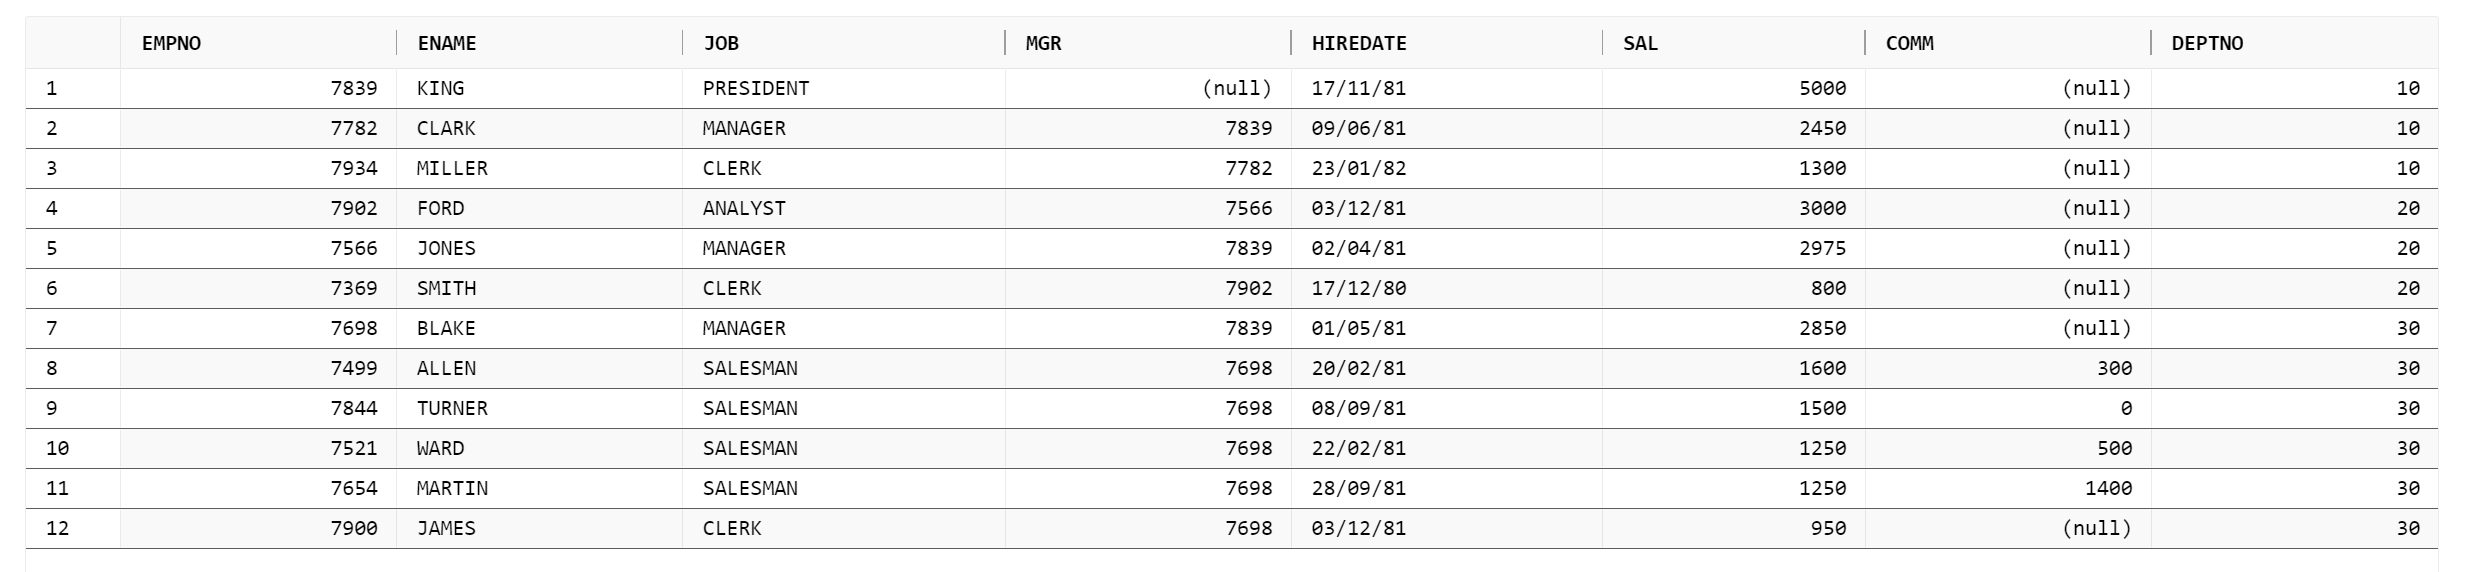 EMPNO ENAME JOB MGR HIREDATE SAL COMM DEPTNO
1 7839 KING PRESIDENT (null) 17/11/81 5000 (null) 10
2 7782 CLARK MANAGER 7839 09/06/81 2450 (null) 10
3 7934 MILLER CLERK 7782 23/01/82 1300 (null) 10
4 7902 FORD ANALYST 7566 03/12/81 3000 (null) 20
5 7566 JONES MANAGER 7839 02/04/81 2975 (null) 20
6 7369 SMITH CLERK 7902 17/12/80 800 (null) 20
7 7698 BLAKE MANAGER 7839 01/05/81 2850 (null) 30
8 7499 ALLEN SALESMAN 7698 20/02/81 1600 300 30
9 7844 TURNER SALESMAN 7698 08/09/81 1500 0 30
10 7521 WARD SALESMAN 7698 22/02/81 1250 500 30
11 7654 MARTIN SALESMAN 7698 28/09/81 1250 1400 30
12 7900 JAMES CLERK 7698 03/12/81 950 (null) 30